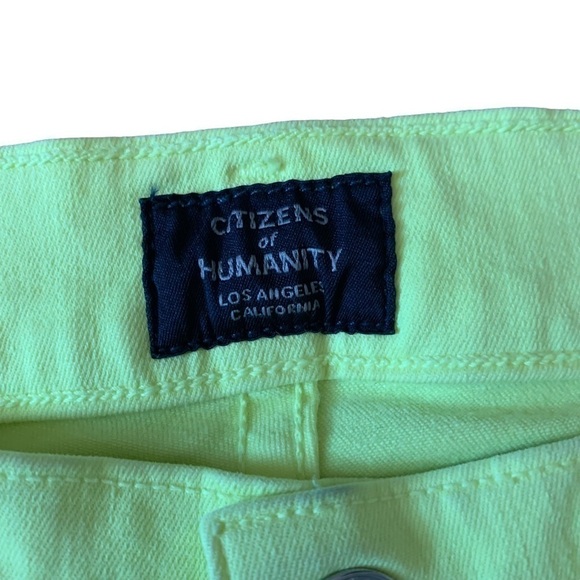 CITIZENS
of
HUMANITY
LOS ANGELES
CALIFORNIA